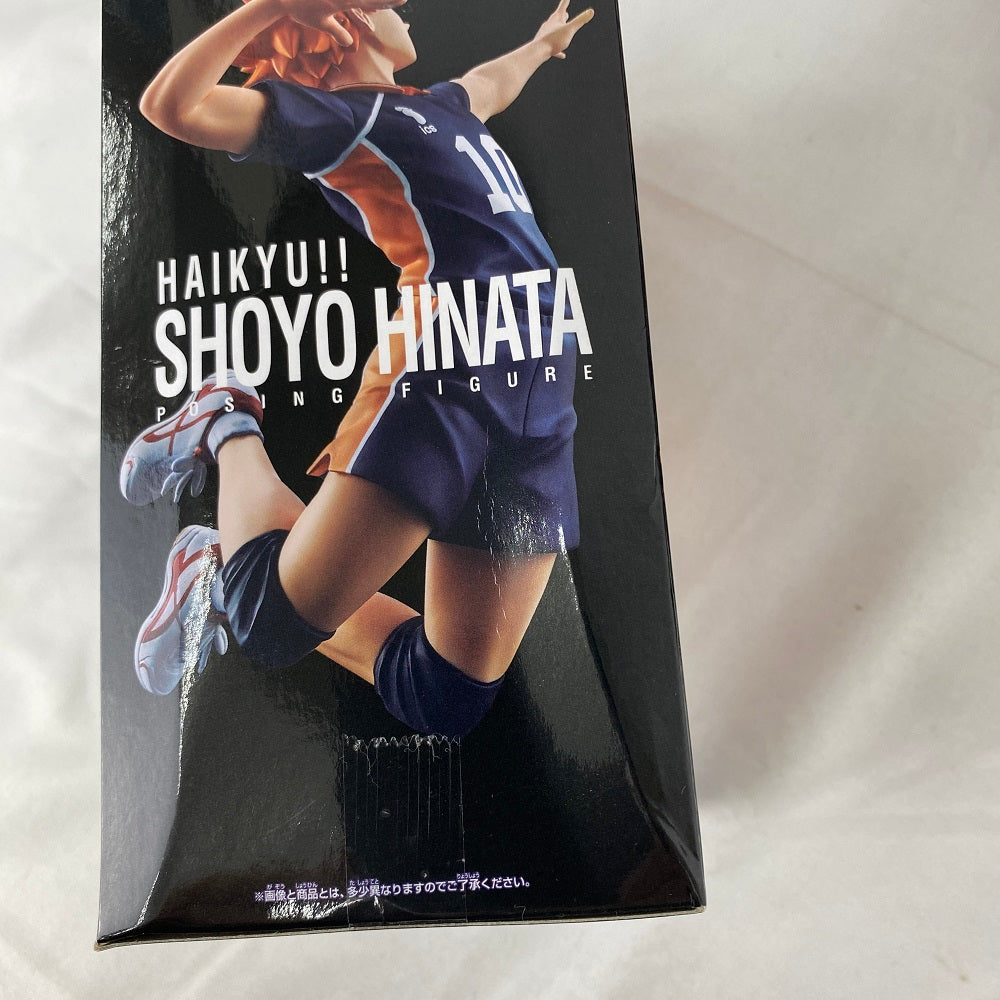 ics
10
HAIKYU!!
SHOYO HINATA
POSING FIGURE
※画像と商品とは、多少異なりますのでご了承ください。